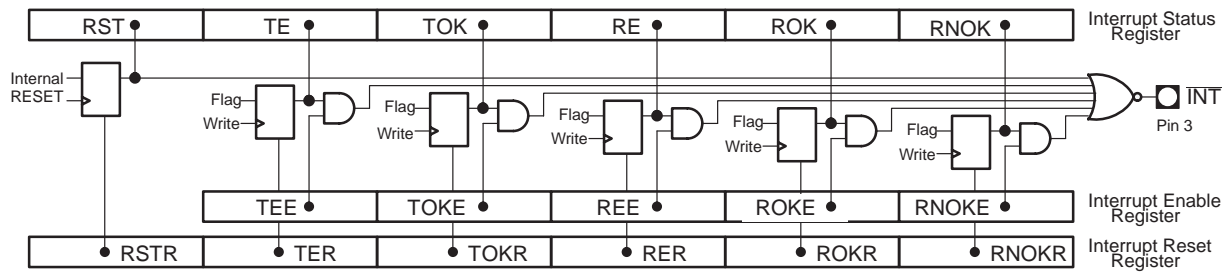 RST TE TOK RE ROK RNOK
Interrupt Status
Register
Internal
RESET
Flag
Write
Flag
Write
Flag
Write
Flag
Write
Flag
Write
INT
Pin 3
TEE TOKE REE ROKE RNOKE
Interrupt Enable
Register
RSTR TER TOKR RER ROKR RNOKR
Interrupt Reset
Register